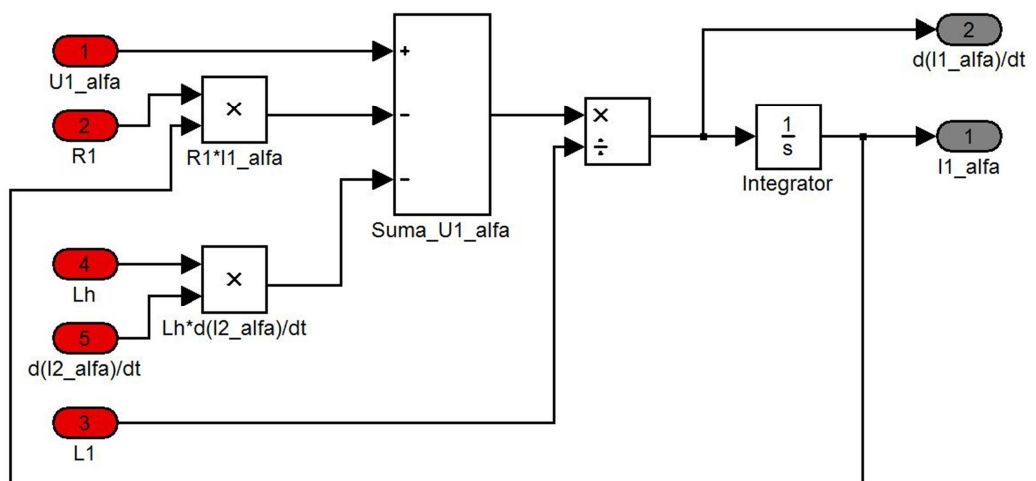 1
U1_alfa
2
R1
×
R1*I1_alfa
+
−
−
Suma_U1_alfa
4
Lh
5
d(I2_alfa)/dt
×
Lh*d(I2_alfa)/dt
3
L1
×
÷
1
s
Integrator
2
d(I1_alfa)/dt
1
I1_alfa